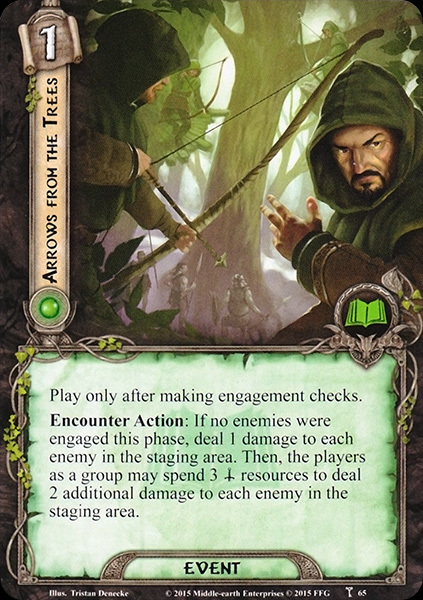 1
ARROWS FROM THE TREES
Play only after making engagement checks.
Encounter Action: If no enemies were
engaged this phase, deal 1 damage to each
enemy in the staging area. Then, the players
as a group may spend 3 resources to deal
2 additional damage to each enemy in the
staging area.
EVENT
Illus. Tristan Denecke © 2015 Middle-earth Enterprises © 2015 FFG 65